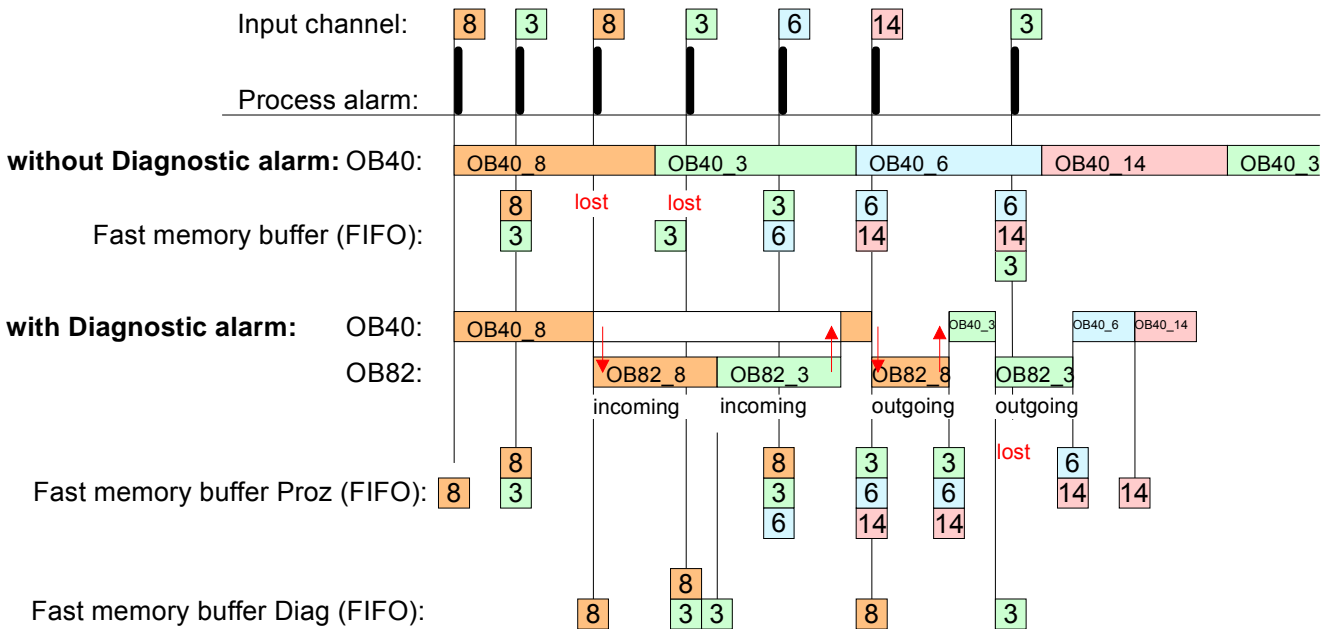 Input channel: 8 3 8 3 6 14 3
Process alarm:
without Diagnostic alarm: OB40: OB40_8 OB40_3 OB40_6 OB40_14 OB40_3
8 lost lost 3 6 6
Fast memory buffer (FIFO): 3 3 6 14 14
3
with Diagnostic alarm: OB40: OB40_8 OB40_3 OB40_6 OB40_14
OB82: OB82_8 OB82_3 OB82_8 OB82_3
incoming incoming outgoing outgoing
8 8 3 3 lost 6
Fast memory buffer Proz (FIFO): 8 3 3 6 6 14 14
6 14 14
8
Fast memory buffer Diag (FIFO): 8 3 3 8 3